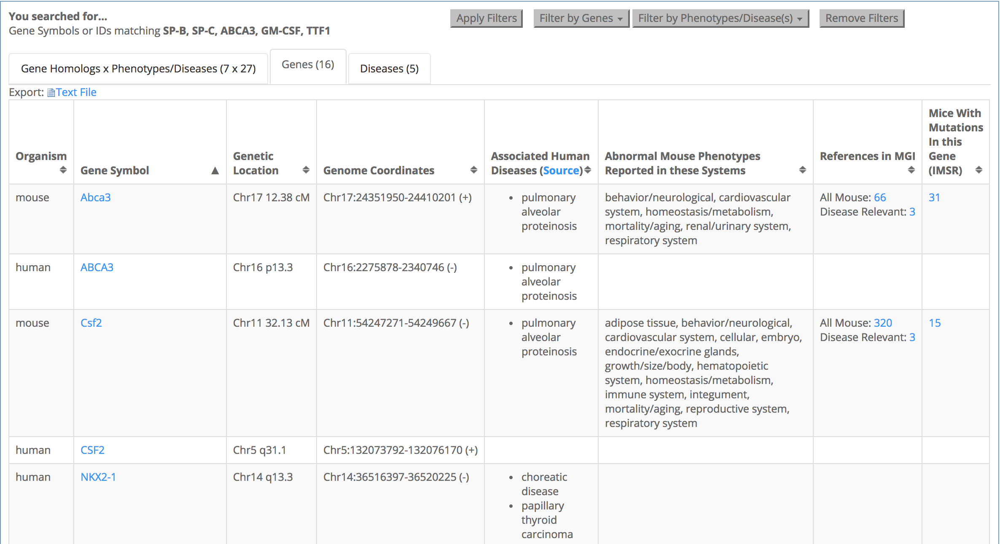 You searched for...
Gene Symbols or IDs matching SP-B, SP-C, ABCA3, GM-CSF, TTF1
Apply Filters
Filter by Genes
Filter by Phenotypes/Disease(s)
Remove Filters
Gene Homologs x Phenotypes/Diseases (7 x 27)
Genes (16)
Diseases (5)
Export: Text File
Organism
Gene Symbol
Genetic
Location
Genome Coordinates
Associated Human
Diseases (Source)
Abnormal Mouse Phenotypes
Reported in these Systems
References in MGI
Mice With
Mutations
In this
Gene
(IMSR)
mouse
Abca3
Chr17 12.38 cM
Chr17:24351950-24410201 (+)
• pulmonary
alveolar
proteinosis
behavior/neurological, cardiovascular
system, homeostasis/metabolism,
mortality/aging, renal/urinary system,
respiratory system
All Mouse: 66
Disease Relevant: 3
31
human
ABCA3
Chr16 p13.3
Chr16:2275878-2340746 (-)
• pulmonary
alveolar
proteinosis
mouse
Csf2
Chr11 32.13 cM
Chr11:54247271-54249667 (-)
• pulmonary
alveolar
proteinosis
adipose tissue, behavior/neurological,
cardiovascular system, cellular, embryo,
endocrine/exocrine glands,
growth/size/body, hematopoietic
system, homeostasis/metabolism,
immune system, integument,
mortality/aging, reproductive system,
respiratory system
All Mouse: 320
Disease Relevant: 3
15
human
CSF2
Chr5 q31.1
Chr5:132073792-132076170 (+)
human
NKX2-1
Chr14 q13.3
Chr14:36516397-36520225 (-)
• choreatic
disease
• papillary
thyroid
carcinoma